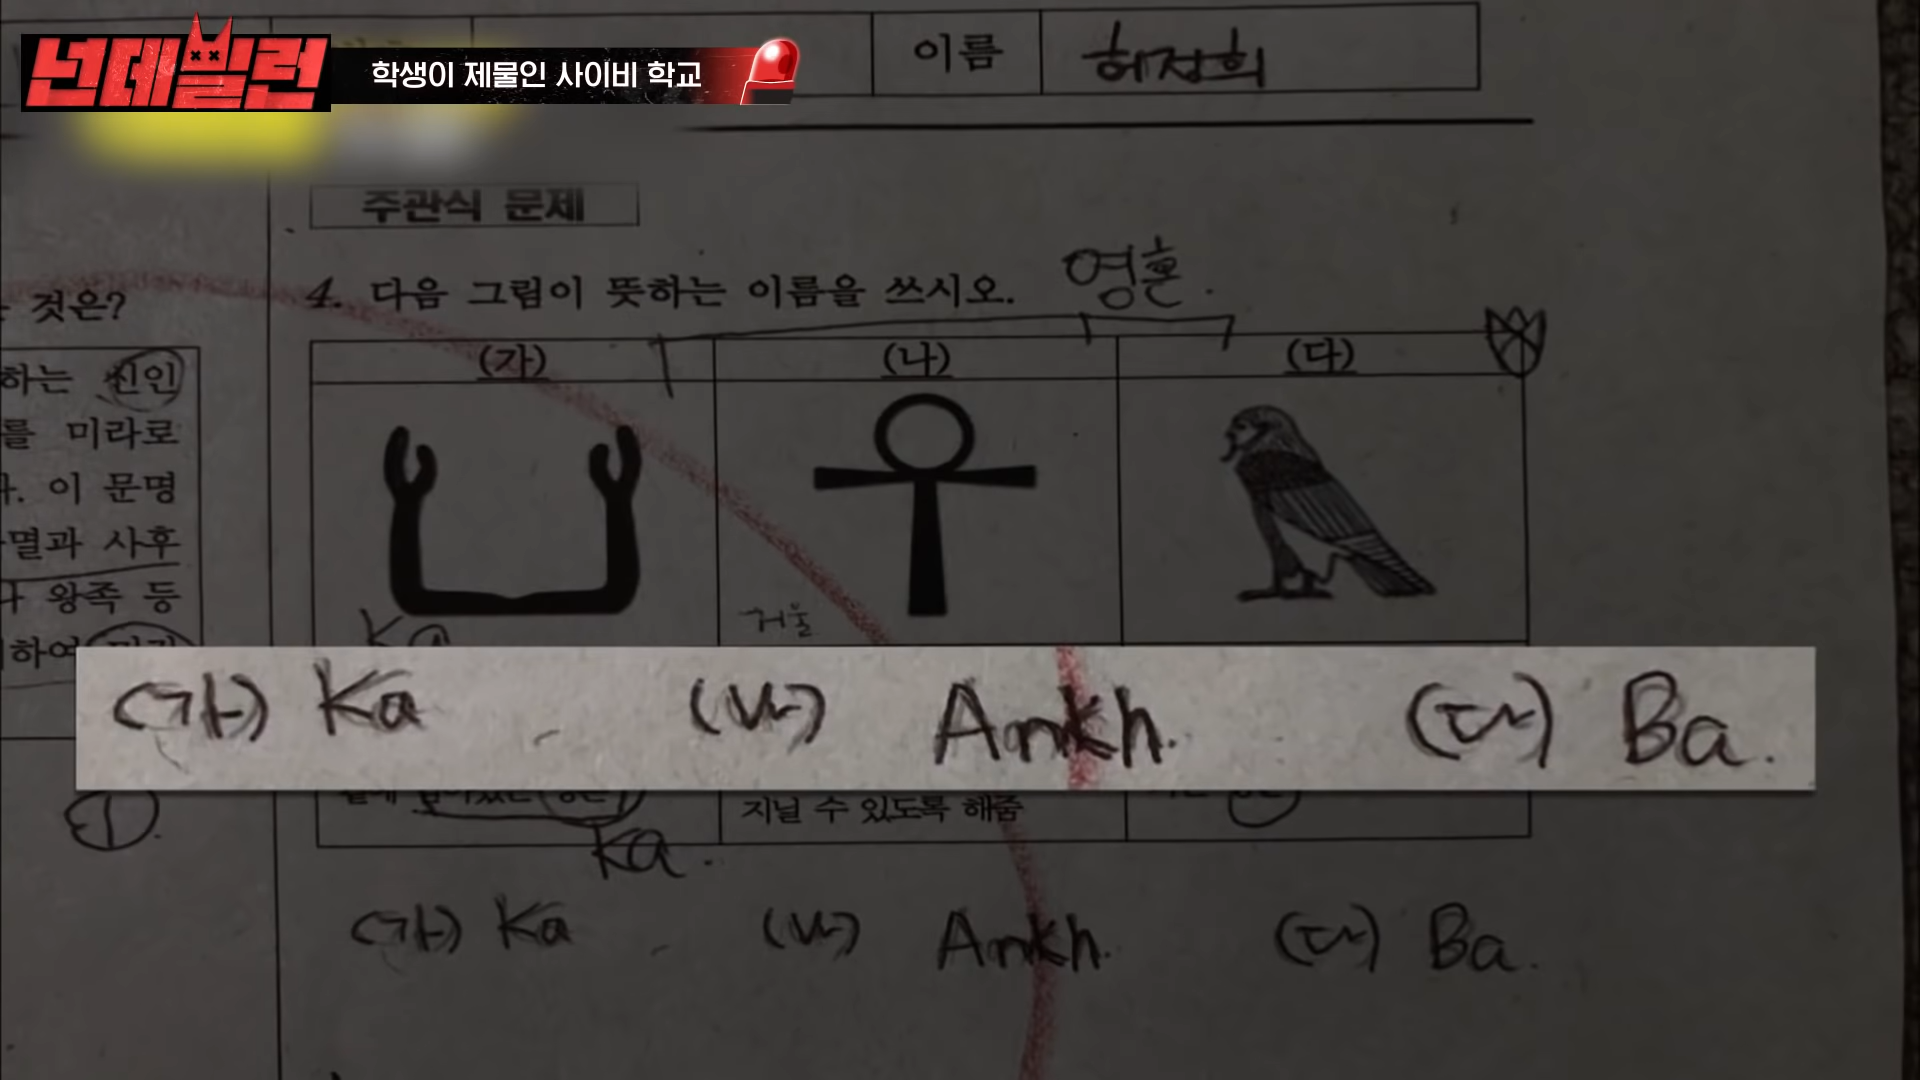 넌데빌런
학생이 제물인 사이비 학교
이름 허정희
주관식 문제
것은?
4. 다음 그림이 뜻하는 이름을 쓰시오.
영혼.
(가) (나) (다)
하는 신인
를 미라로
이 문명
멸과 사후
왕족 등
하여
Ka
거울
(가) Ka (나) Ankh. (다) Ba.
①.
지닐 수 있도록 해줌
Ka.
(가) Ka (나) Ankh. (다) Ba.